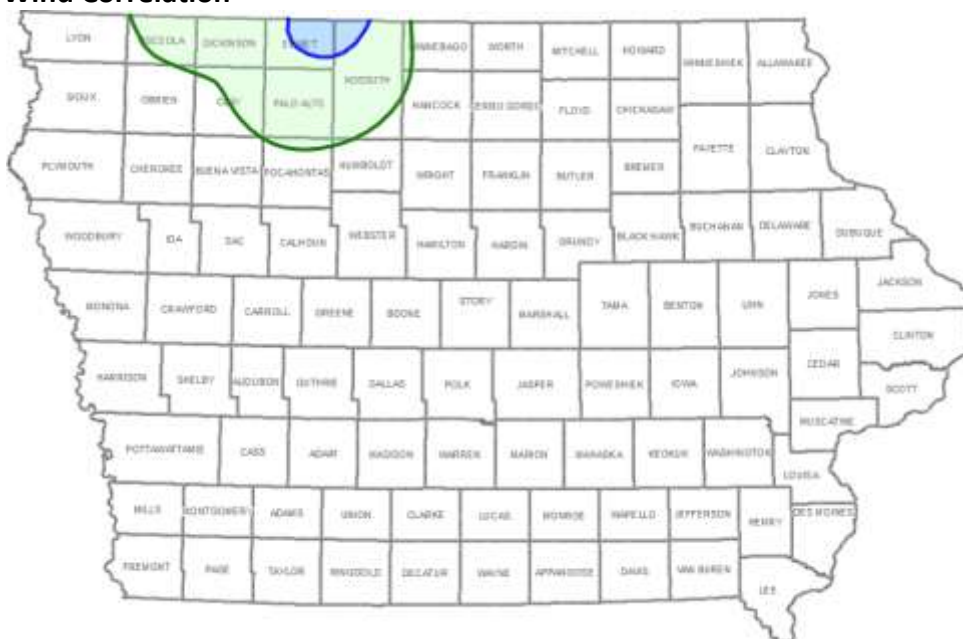 Wind Correlation
LYON OSCEOLA DICKINSON EMMET WINNEBAGO WORTH MITCHELL HOWARD WINNESHIEK ALLAMAKEE
SIOUX OBRIEN CLAY PALO ALTO KOSSUTH HANCOCK CERRO GORDO FLOYD CHICKASAW
PLYMOUTH CHEROKEE BUENA VISTA POCAHONTAS HUMBOLDT WRIGHT FRANKLIN BUTLER BREMER FAYETTE CLAYTON
WOODBURY IDA SAC CALHOUN WEBSTER HAMILTON HARDIN GRUNDY BLACK HAWK BUCHANAN DELAWARE DUBUQUE
MONONA CRAWFORD CARROLL GREENE BOONE STORY MARSHALL TAMA BENTON LINN JONES JACKSON
CLINTON
HARRISON SHELBY AUDUBON GUTHRIE DALLAS POLK JASPER POWESHIEK IOWA JOHNSON CEDAR SCOTT
MUSCATINE
POTTAWATTAMIE CASS ADAIR MADISON WARREN MARION MAHASKA KEOKUK WASHINGTON LOUISA
MILLS MONTGOMERY ADAMS UNION CLARKE LUCAS MONROE WAPELLO JEFFERSON HENRY DES MOINES
FREMONT PAGE TAYLOR RINGGOLD DECATUR WAYNE APPANOOSE DAVIS VAN BUREN LEE